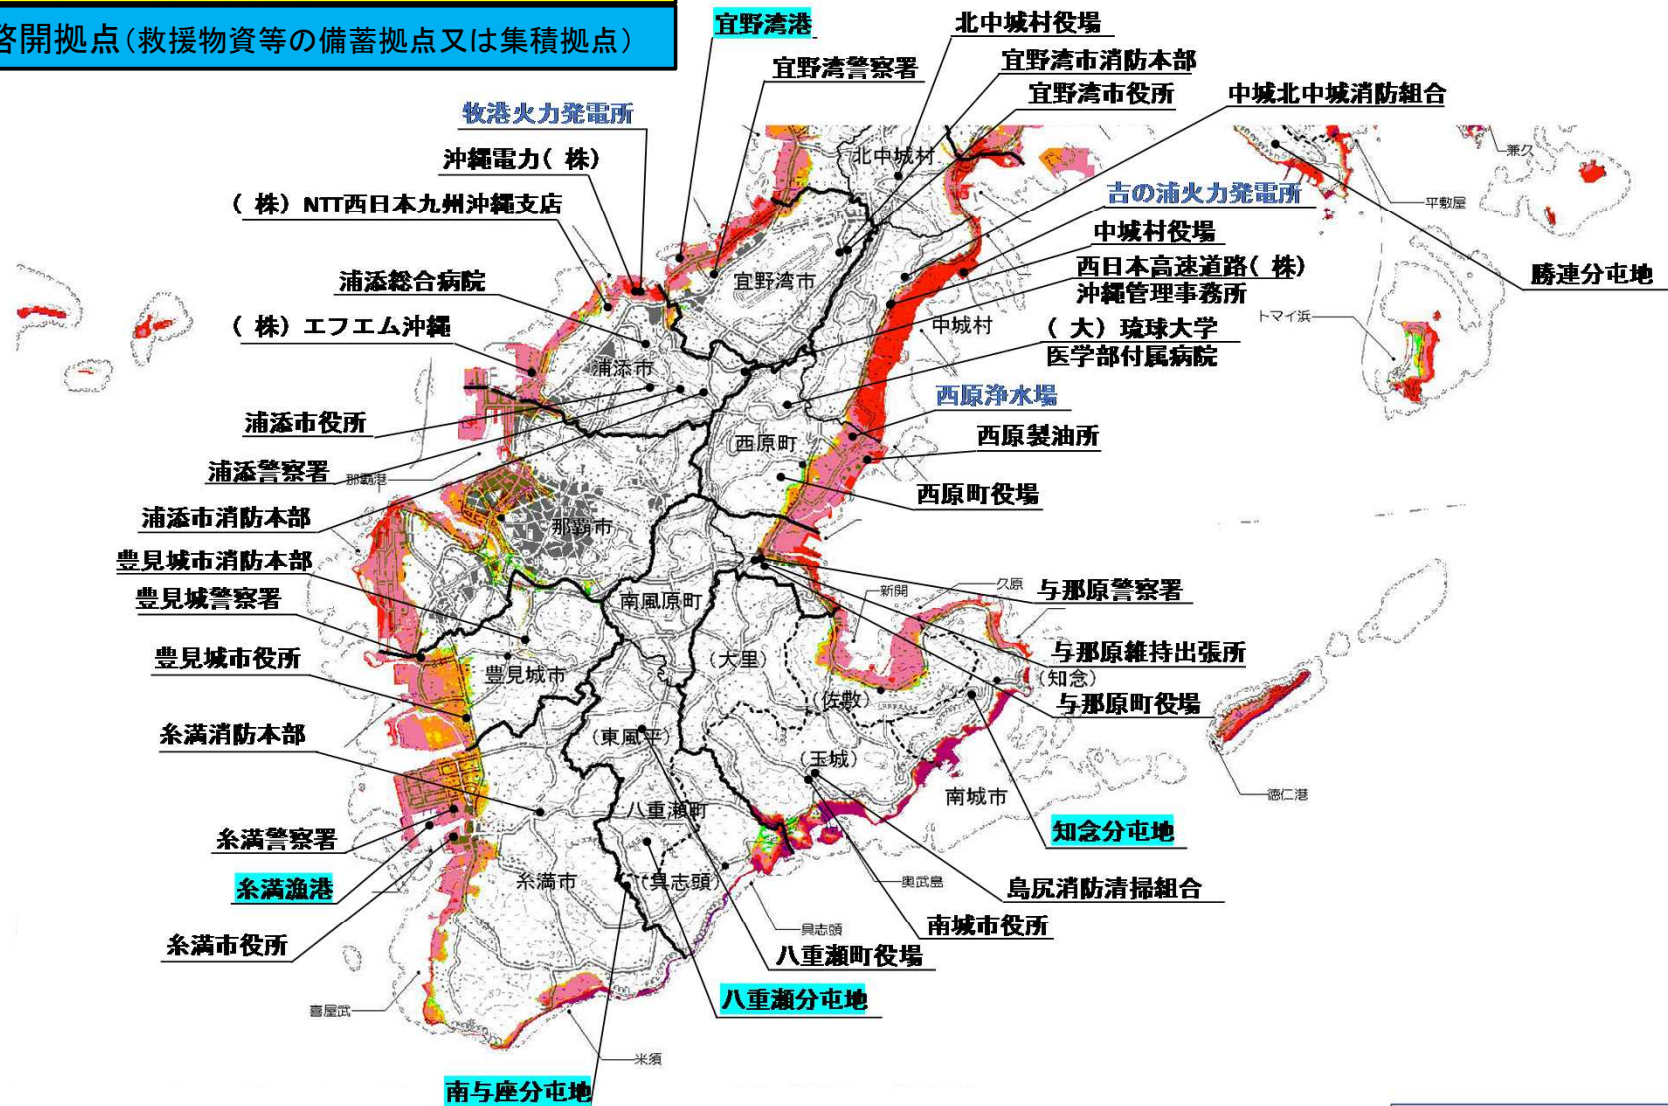 啓開拠点(救援物資等の備蓄拠点又は集積拠点)
宜野湾港
北中城村役場
宜野湾警察署
宜野湾市消防本部
宜野湾市役所
中城北中城消防組合
牧港火力発電所
沖縄電力(株)
(株)NTT西日本九州沖縄支店
北中城村
兼久
吉の浦火力発電所
平敷屋
中城村役場
浦添総合病院
宜野湾市
西日本高速道路(株)
沖縄管理事務所
勝連分屯地
(株)エフエム沖縄
中城村
トマイ浜
(大)琉球大学
医学部付属病院
浦添市
西原浄水場
浦添市役所
西原町
西原製油所
浦添警察署
那覇港
西原町役場
浦添市消防本部
那覇市
豊見城市消防本部
豊見城警察署
南風原町
新開
久原
与那原警察署
豊見城市役所
豊見城市
(大里)
与那原維持出張所
(知念)
(佐敷)
与那原町役場
糸満消防本部
(東風平)
(玉城)
南城市
徳仁港
八重瀬町
糸満警察署
知念分屯地
糸満漁港
糸満市
(具志頭)
奥武島
島尻消防清掃組合
糸満市役所
具志頭
南城市役所
八重瀬町役場
八重瀬分屯地
喜屋武
米須
南与座分屯地